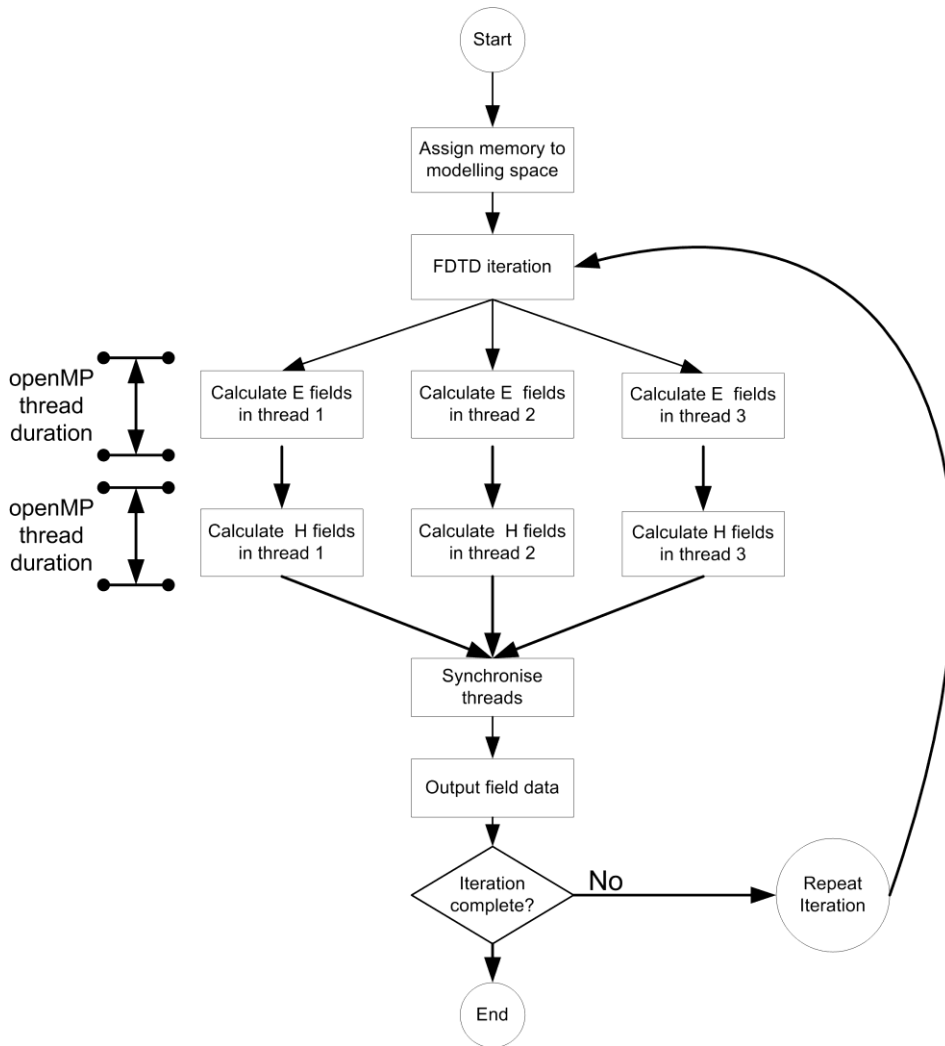 Start
Assign memory to
modelling space
FDTD iteration
openMP
thread
duration
Calculate E fields
in thread 1
Calculate E fields
in thread 2
Calculate E fields
in thread 3
openMP
thread
duration
Calculate H fields
in thread 1
Calculate H fields
in thread 2
Calculate H fields
in thread 3
Synchronise
threads
Output field data
Iteration
complete?
No
Repeat
Iteration
End